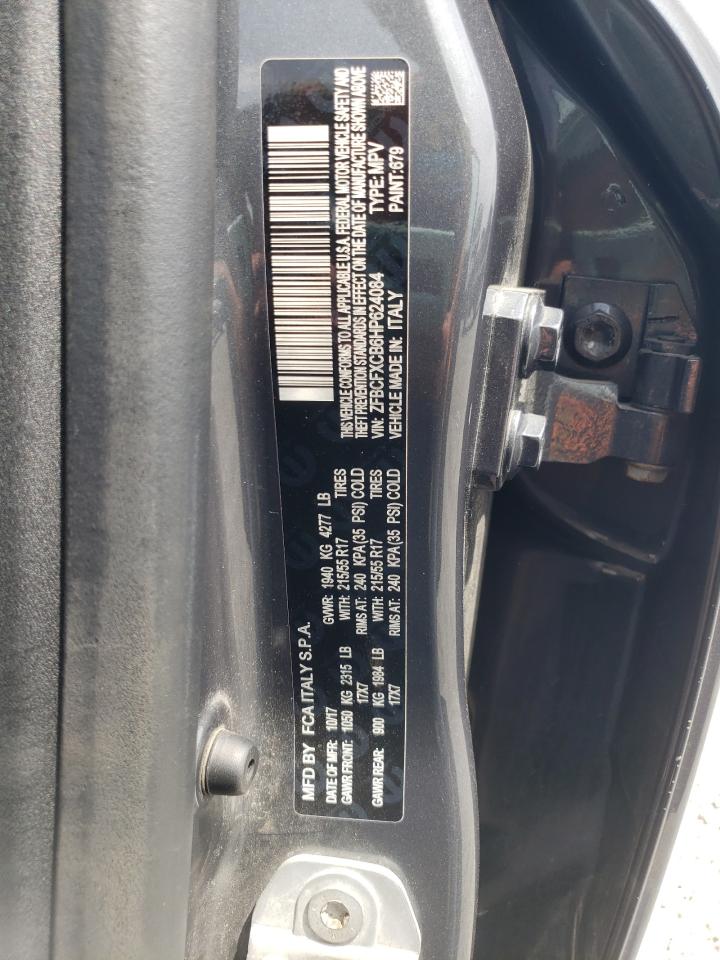 MFD BY FCA ITALY S.P.A.
DATE OF MFR: 10/17 GVWR: 1940 KG 4277 LB
GAWR FRONT: 1050 KG 2315 LB WITH: 215/55 R17 TIRES
17X7 RIMS AT: 240 KPA(35 PSI) COLD
GAWR REAR: 900 KG 1984 LB WITH: 215/55 R17 TIRES
17X7 RIMS AT: 240 KPA(35 PSI) COLD
THIS VEHICLE CONFORMS TO ALL APPLICABLE U.S.A. FEDERAL MOTOR VEHICLE SAFETY AND
THEFT PREVENTION STANDARDS IN EFFECT ON THE DATE OF MANUFACTURE SHOWN ABOVE
VIN: ZFBCFXCB6HP624084 TYPE: MPV
VEHICLE MADE IN: ITALY PAINT: 679